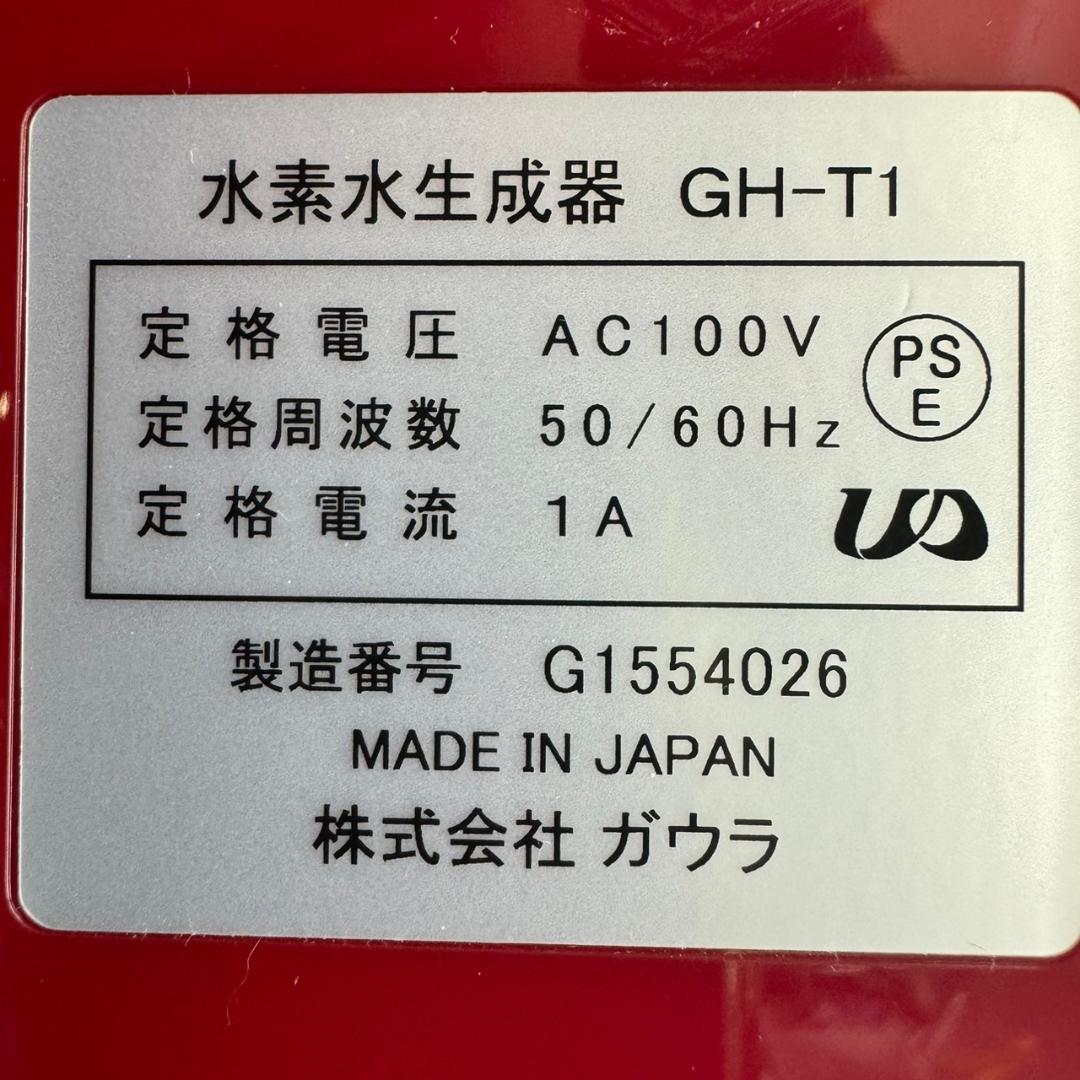 水素水生成器 GH-T1
定格電圧 AC100V
PS
E
定格周波数 50/60Hz
定格電流 1A
製造番号 G1554026
MADE IN JAPAN
株式会社 ガウラ